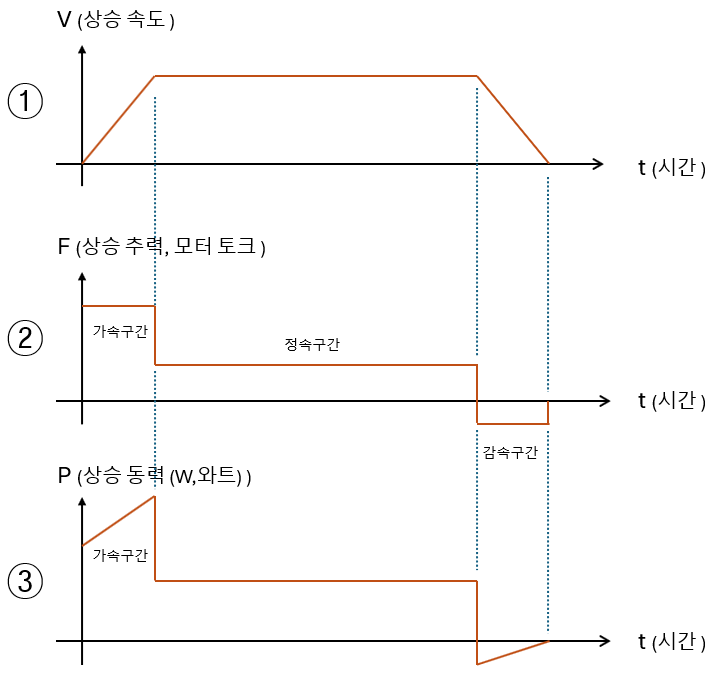 V (상승 속도 )
①
t (시간 )
F (상승 추력, 모터 토크 )
②
가속구간
정속구간
t (시간 )
감속구간
P (상승 동력 (W,와트) )
가속구간
③
t (시간 )